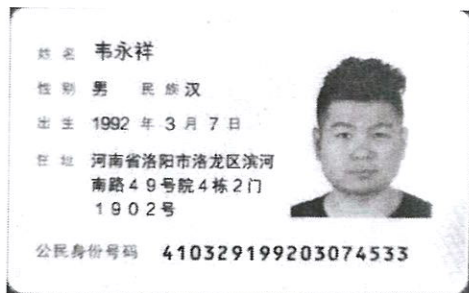 姓名 韦永祥
性别 男 民族 汉
出生 1992 年 3 月 7 日
住址 河南省洛阳市洛龙区滨河
南路49号院4栋2门
1902号
公民身份号码 410329199203074533